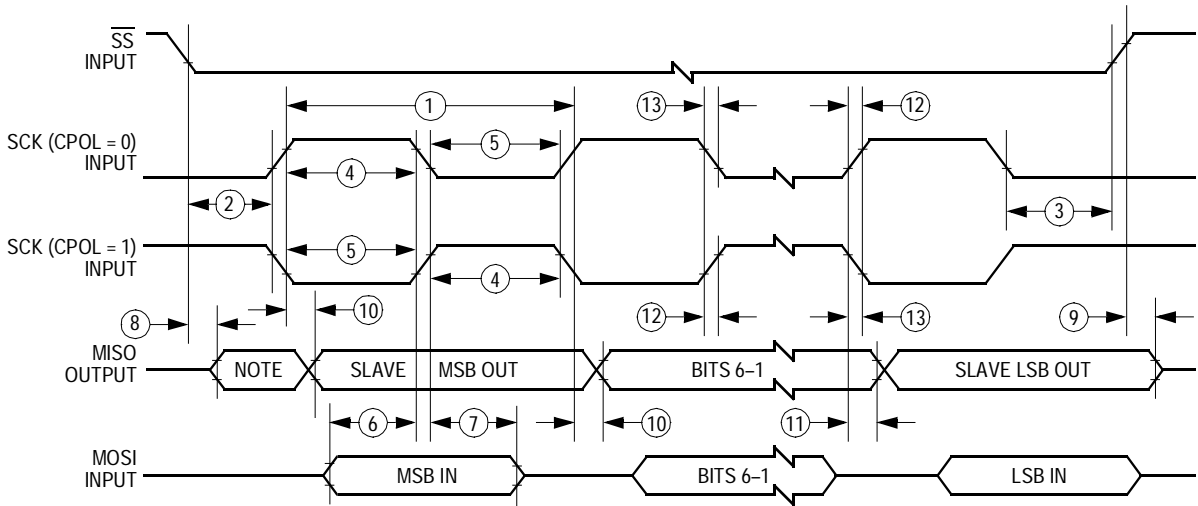 SS
INPUT
1
13
12
SCK (CPOL = 0)
INPUT
5
4
2
3
SCK (CPOL = 1)
INPUT
5
4
8
10
12
13
9
MISO
OUTPUT
NOTE
SLAVE MSB OUT
BITS 6–1
SLAVE LSB OUT
6
7
10
11
MOSI
INPUT
MSB IN
BITS 6–1
LSB IN